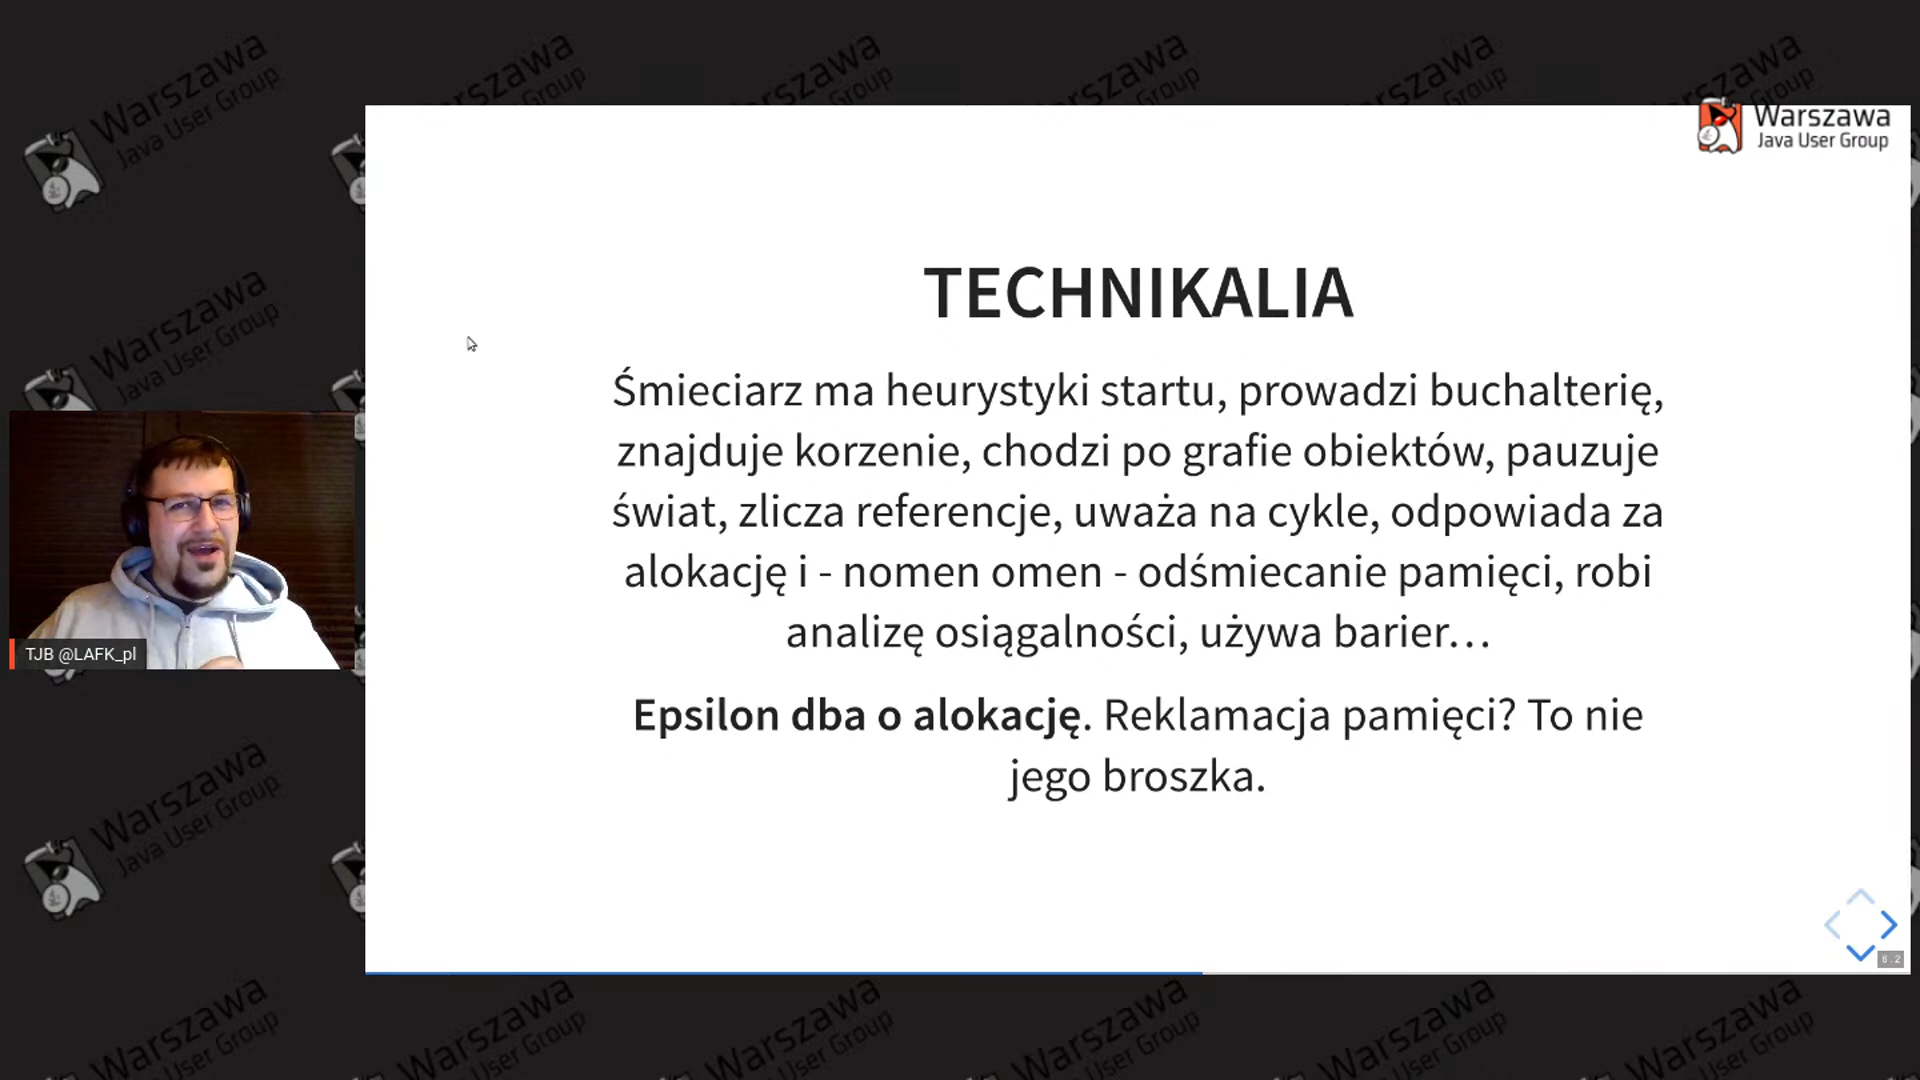 Warszawa
Java User Group
TECHNIKALIA
Śmieciarz ma heurystyki startu, prowadzi buchalterię,
znajduje korzenie, chodzi po grafie obiektów, pauzuje
świat, zlicza referencje, uważa na cykle, odpowiada za
alokację i - nomen omen - odśmiecanie pamięci, robi
analizę osiągalności, używa barier…
Epsilon dba o alokację. Reklamacja pamięci? To nie
jego broszka.
TJB @LAFK_pl
6.2